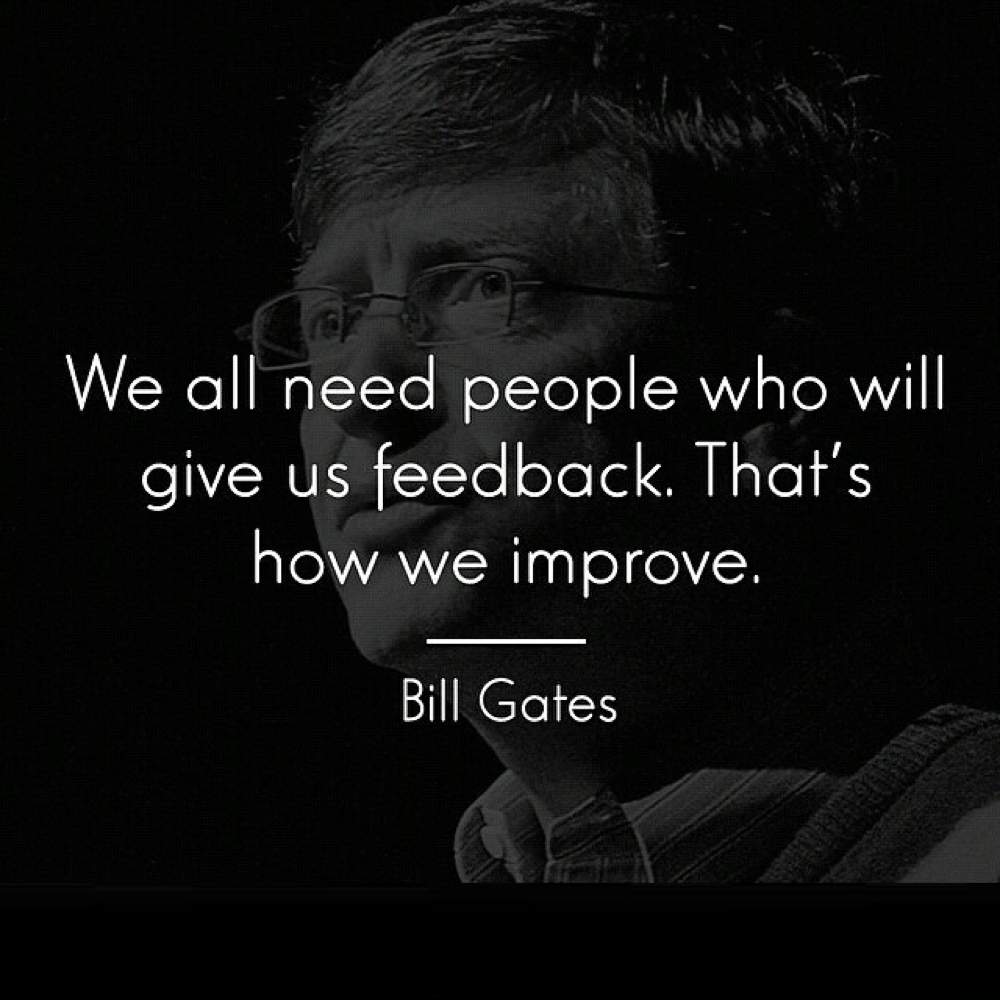 We all need people who will
give us feedback. That's
how we improve.
Bill Gates